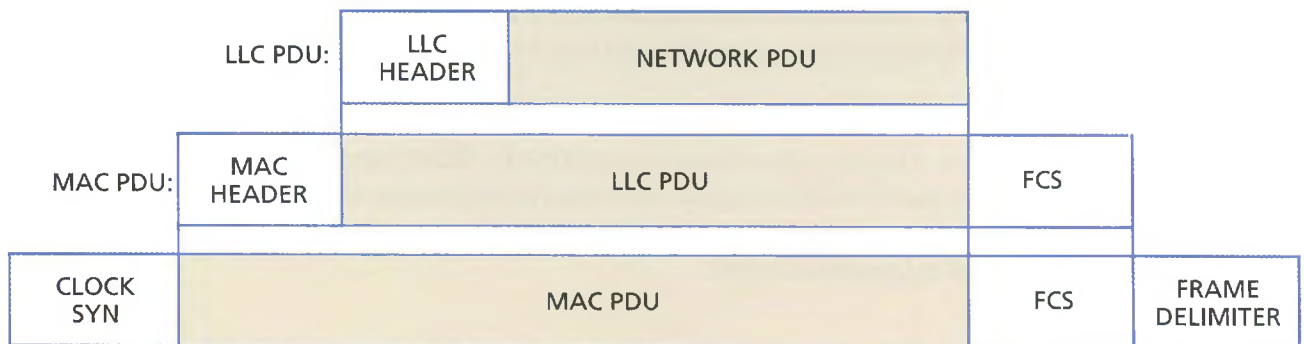 LLC PDU:
LLC
HEADER
NETWORK PDU
MAC PDU:
MAC
HEADER
LLC PDU
FCS
CLOCK
SYN
MAC PDU
FCS
FRAME
DELIMITER